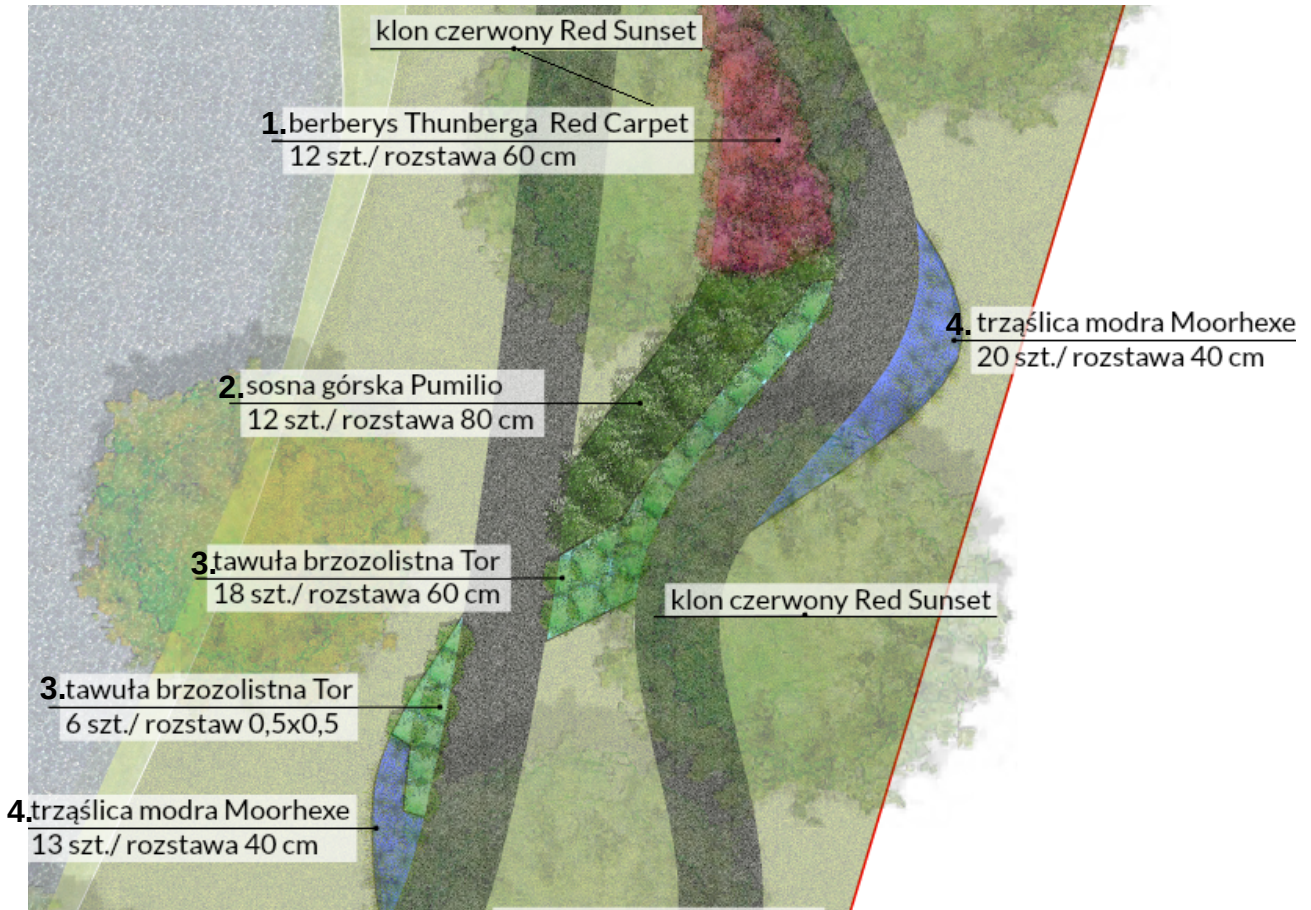 klon czerwony Red Sunset
1. berberys Thunberga Red Carpet
12 szt./ rozstawa 60 cm
4. trząślica modra Moorhexe
20 szt./ rozstawa 40 cm
2. sosna górska Pumilio
12 szt./ rozstawa 80 cm
3. tawuła brzozolistna Tor
18 szt./ rozstawa 60 cm
klon czerwony Red Sunset
3. tawuła brzozolistna Tor
6 szt./ rozstaw 0,5x0,5
4. trząślica modra Moorhexe
13 szt./ rozstawa 40 cm